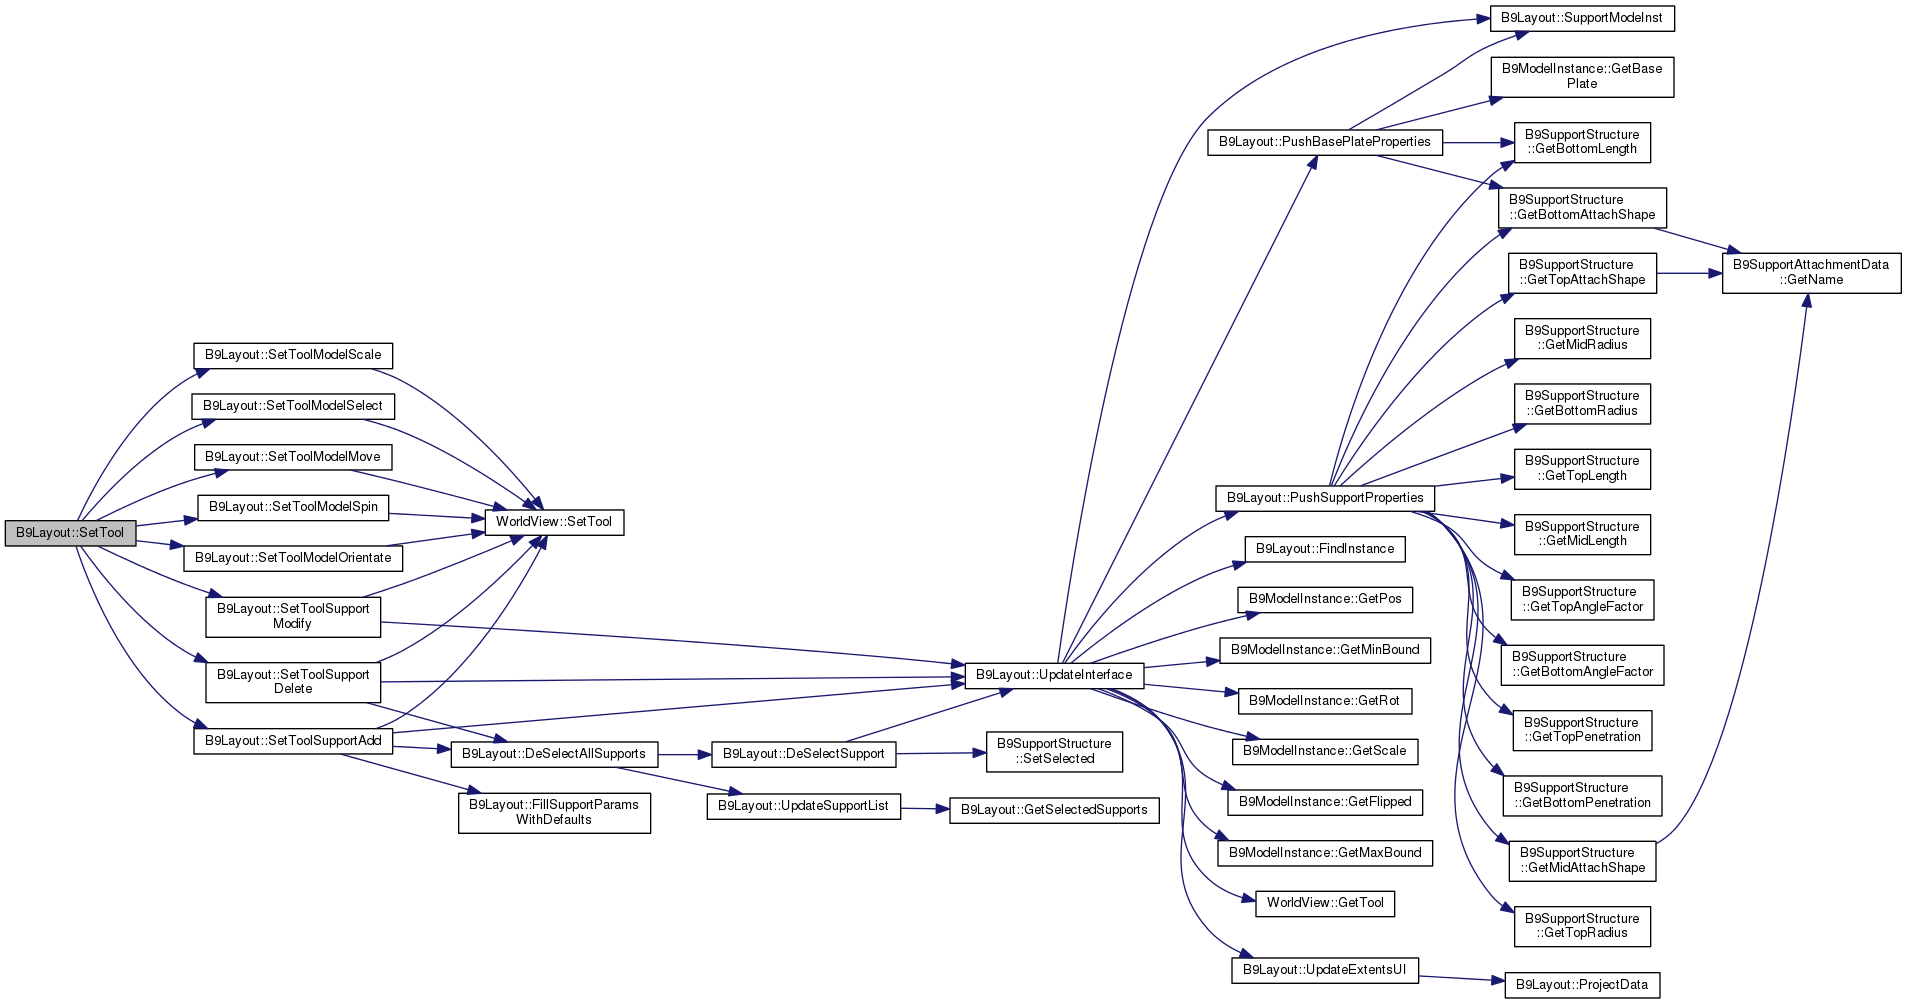 B9Layout::SetTool
B9Layout::SetToolModelScale
B9Layout::SetToolModelSelect
B9Layout::SetToolModelMove
B9Layout::SetToolModelSpin
B9Layout::SetToolModelOrientate
B9Layout::SetToolSupport
Modify
B9Layout::SetToolSupport
Delete
B9Layout::SetToolSupportAdd
WorldView::SetTool
B9Layout::DeSelectAllSupports
B9Layout::FillSupportParams
WithDefaults
B9Layout::DeSelectSupport
B9Layout::UpdateSupportList
B9Layout::UpdateInterface
B9SupportStructure
::SetSelected
B9Layout::GetSelectedSupports
B9Layout::PushBasePlateProperties
B9Layout::PushSupportProperties
B9Layout::FindInstance
B9ModelInstance::GetPos
B9ModelInstance::GetMinBound
B9ModelInstance::GetRot
B9ModelInstance::GetScale
B9ModelInstance::GetFlipped
B9ModelInstance::GetMaxBound
WorldView::GetTool
B9Layout::UpdateExtentsUI
B9Layout::SupportModeInst
B9ModelInstance::GetBase
Plate
B9SupportStructure
::GetBottomLength
B9SupportStructure
::GetBottomAttachShape
B9SupportStructure
::GetTopAttachShape
B9SupportStructure
::GetMidRadius
B9SupportStructure
::GetBottomRadius
B9SupportStructure
::GetTopLength
B9SupportStructure
::GetMidLength
B9SupportStructure
::GetTopAngleFactor
B9SupportStructure
::GetBottomAngleFactor
B9SupportStructure
::GetTopPenetration
B9SupportStructure
::GetBottomPenetration
B9SupportStructure
::GetMidAttachShape
B9SupportStructure
::GetTopRadius
B9Layout::ProjectData
B9SupportAttachmentData
::GetName